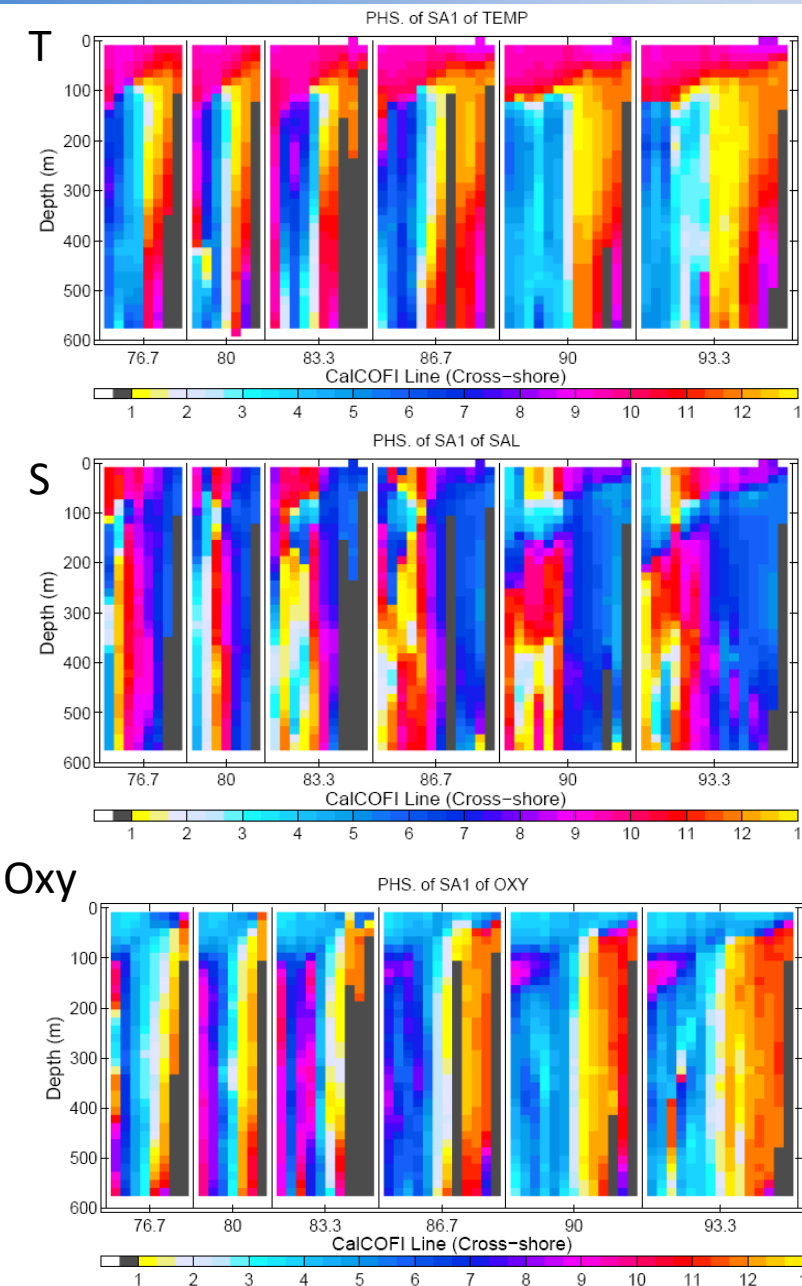 T
PHS. of SA1 of TEMP
0
100
200
300
400
500
600
Depth (m)
76.7 80 83.3 86.7 90 93.3
CalCOFI Line (Cross-shore)
1 2 3 4 5 6 7 8 9 10 11 12 1
S
PHS. of SA1 of SAL
0
100
200
300
400
500
600
Depth (m)
76.7 80 83.3 86.7 90 93.3
CalCOFI Line (Cross-shore)
1 2 3 4 5 6 7 8 9 10 11 12 1
Oxy
PHS. of SA1 of OXY
0
100
200
300
400
500
600
Depth (m)
76.7 80 83.3 86.7 90 93.3
CalCOFI Line (Cross-shore)
1 2 3 4 5 6 7 8 9 10 11 12 1